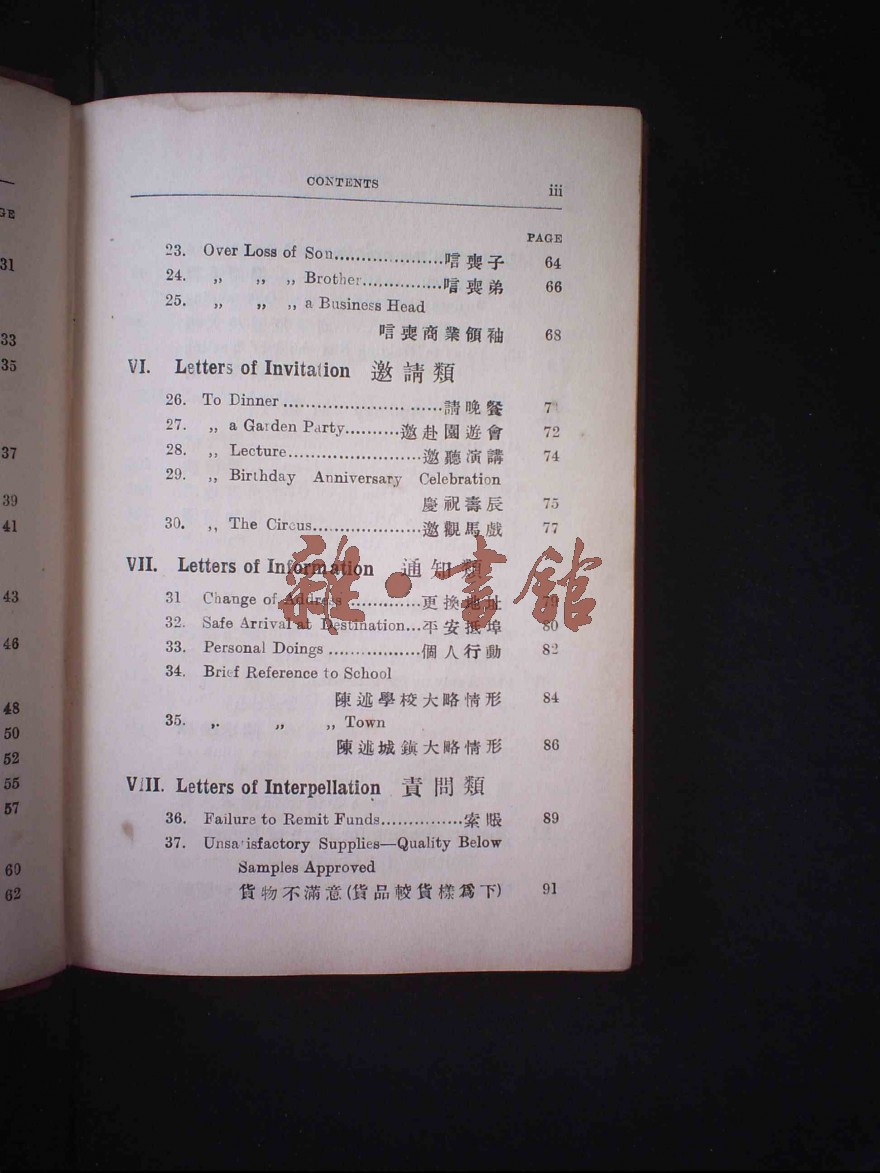 GE
31
33
35
37
39
41
43
46
48
50
52
55
57
60
62
CONTENTS iii
PAGE
23. Over Loss of Son....................唁喪子 64
24. „ „ „ Brother...............唁喪弟 66
25. „ „ „ a Business Head
唁喪商業領袖 68
VI. Letters of Invitation 邀請類
26. To Dinner ...................... ......請晚餐 7
27. „ a Garden Party..........邀赴園遊會 72
28. „ Lecture.........................邀聽演講 74
29. „ Birthday Anniversary Celebration
慶祝壽辰 75
30. „ The Circus....................邀觀馬戲 77
VII. Letters of Information 通知類
31 Change of Address .............更換地址 79
32. Safe Arrival at Destination...平安抵埠 80
33. Personal Doings .................個人行動 82
34. Brief Reference to School
陳述學校大略情形 84
35. „ „ „ Town
陳述城鎮大略情形 86
VIII. Letters of Interpellation 責問類
36. Failure to Remit Funds...............索賬 89
37. Unsatisfactory Supplies—Quality Below
Samples Approved
貨物不滿意(貨品較貨樣爲下) 91
雜·書館